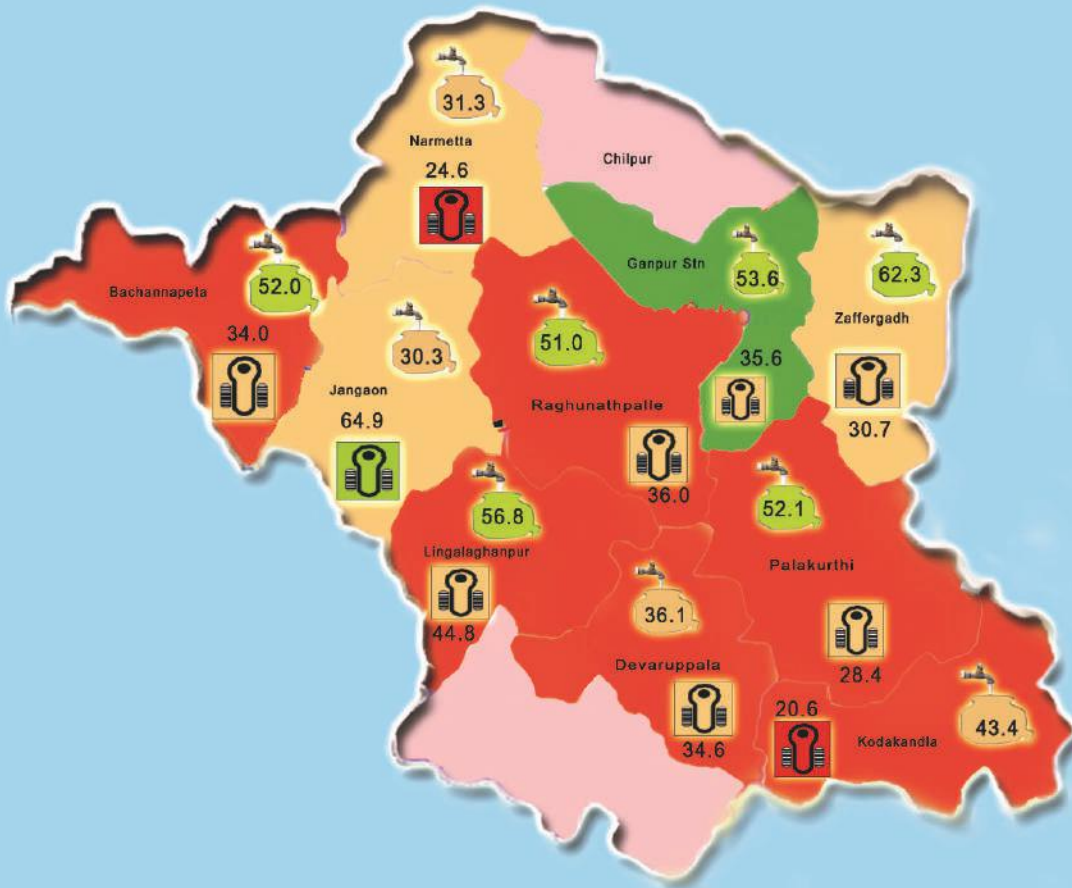 31.3
Narmetta
24.6
Chilpur
Bachannapeta
52.0
34.0
Ganpur Stn
53.6
35.6
62.3
Zaffergadh
30.7
30.3
Jangaon
64.9
51.0
Raghunathpalle
36.0
56.8
Lingalaghanpur
44.8
52.1
Palakurthi
28.4
36.1
Devaruppala
34.6
20.6
Kodakandla
43.4